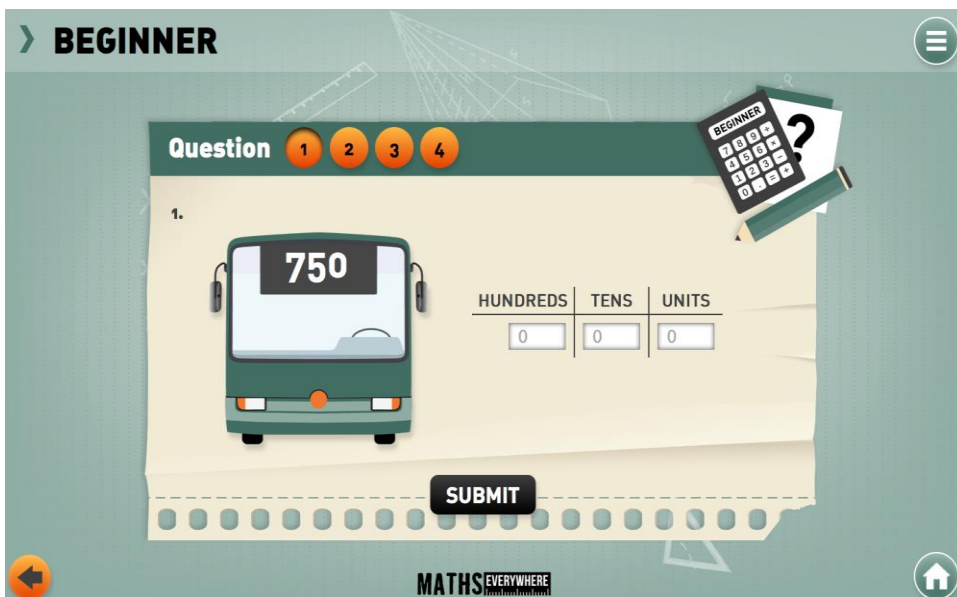 BEGINNER
BEGINNER
7 8 9 ÷
4 5 6 ×
1 2 3 −
0 . = +
?
Question 1 2 3 4
1.
750
HUNDREDS TENS UNITS
0 0 0
SUBMIT
MATHS EVERYWHERE